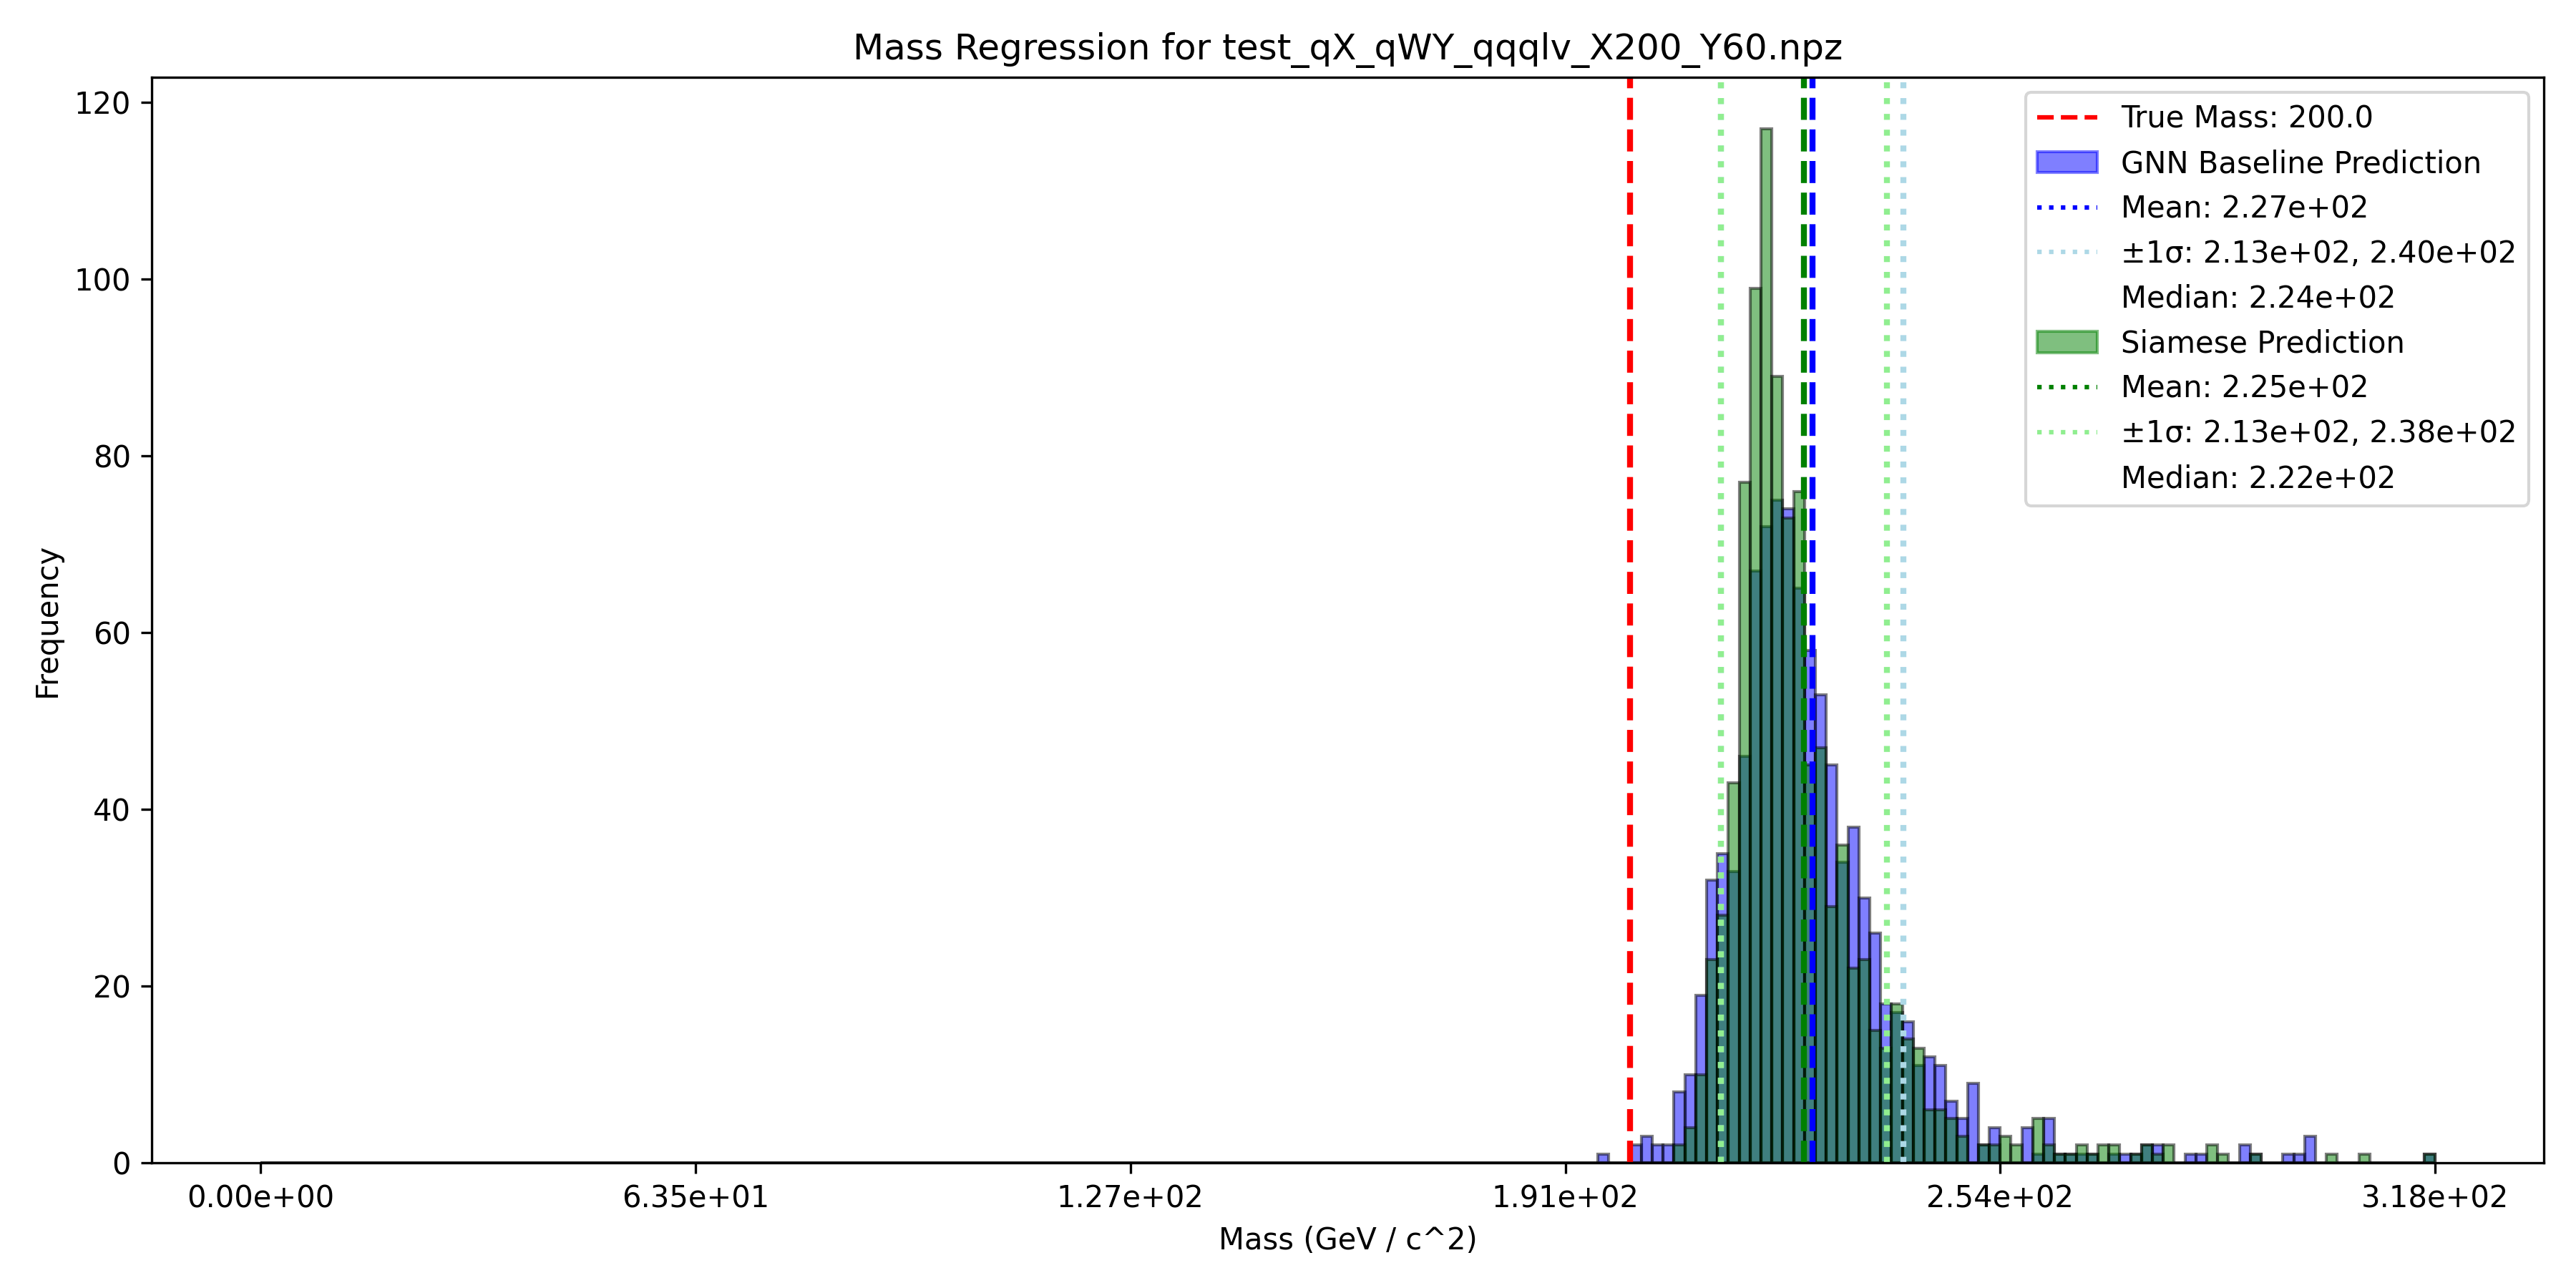 Mass Regression for test_qX_qWY_qqqlv_X200_Y60.npz
120
100
80
60
40
20
0
Frequency
True Mass: 200.0
GNN Baseline Prediction
Mean: 2.27e+02
±1σ: 2.13e+02, 2.40e+02
Median: 2.24e+02
Siamese Prediction
Mean: 2.25e+02
±1σ: 2.13e+02, 2.38e+02
Median: 2.22e+02
0.00e+00 6.35e+01 1.27e+02 1.91e+02 2.54e+02 3.18e+02
Mass (GeV / c^2)